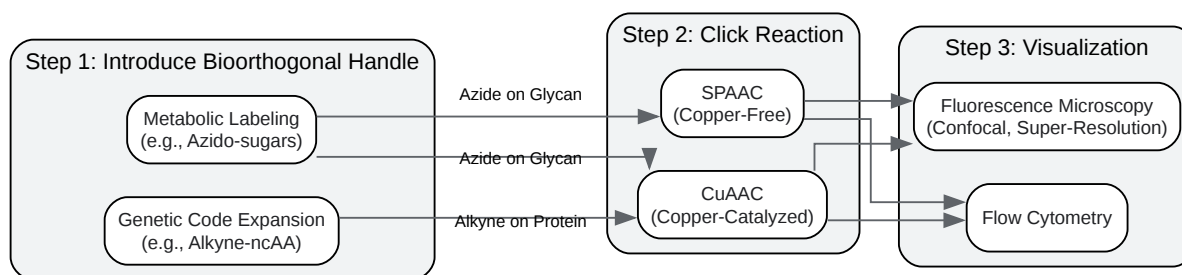 Step 1: Introduce Bioorthogonal Handle
Metabolic Labeling
(e.g., Azido-sugars)
Genetic Code Expansion
(e.g., Alkyne-ncAA)
Azide on Glycan
Azide on Glycan
Alkyne on Protein
Step 2: Click Reaction
SPAAC
(Copper-Free)
CuAAC
(Copper-Catalyzed)
Step 3: Visualization
Fluorescence Microscopy
(Confocal, Super-Resolution)
Flow Cytometry